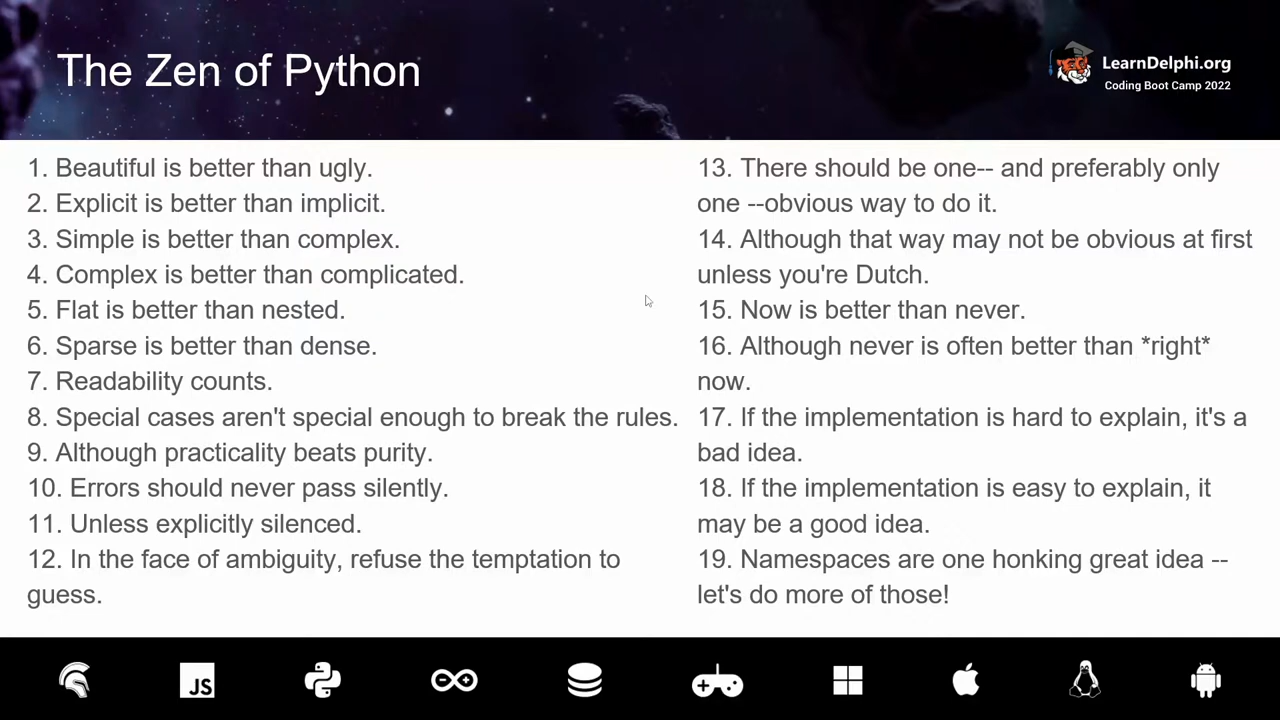 The Zen of Python
LearnDelphi.org
Coding Boot Camp 2022
1. Beautiful is better than ugly.
2. Explicit is better than implicit.
3. Simple is better than complex.
4. Complex is better than complicated.
5. Flat is better than nested.
6. Sparse is better than dense.
7. Readability counts.
8. Special cases aren't special enough to break the rules.
9. Although practicality beats purity.
10. Errors should never pass silently.
11. Unless explicitly silenced.
12. In the face of ambiguity, refuse the temptation to
guess.
13. There should be one-- and preferably only
one --obvious way to do it.
14. Although that way may not be obvious at first
unless you're Dutch.
15. Now is better than never.
16. Although never is often better than *right*
now.
17. If the implementation is hard to explain, it's a
bad idea.
18. If the implementation is easy to explain, it
may be a good idea.
19. Namespaces are one honking great idea --
let's do more of those!
JS